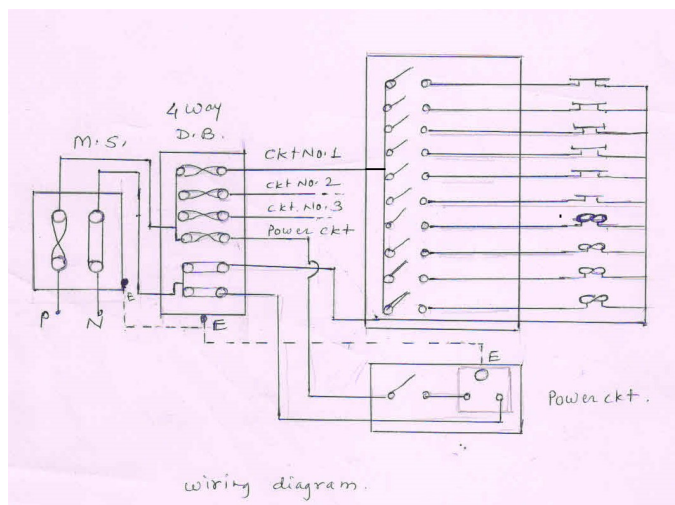 4 way
D.B.
M.S.
Ckt No. 1
Ckt No. 2
Ckt. No. 3
Power ckt
E
P
N
E
E
Power ckt.
wiring diagram.